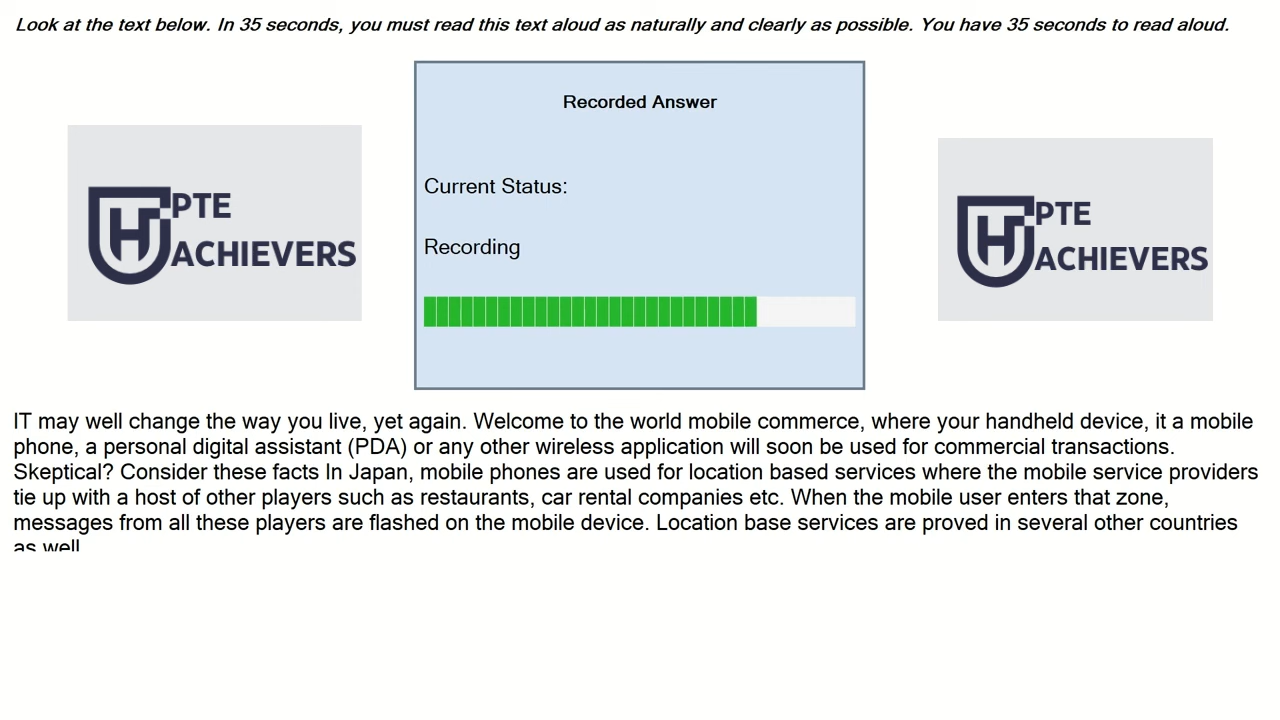 Look at the text below. In 35 seconds, you must read this text aloud as naturally and clearly as possible. You have 35 seconds to read aloud.
Recorded Answer
PTE
ACHIEVERS
Current Status:
Recording
PTE
ACHIEVERS
IT may well change the way you live, yet again. Welcome to the world mobile commerce, where your handheld device, it a mobile
phone, a personal digital assistant (PDA) or any other wireless application will soon be used for commercial transactions.
Skeptical? Consider these facts In Japan, mobile phones are used for location based services where the mobile service providers
tie up with a host of other players such as restaurants, car rental companies etc. When the mobile user enters that zone,
messages from all these players are flashed on the mobile device. Location base services are proved in several other countries
as well